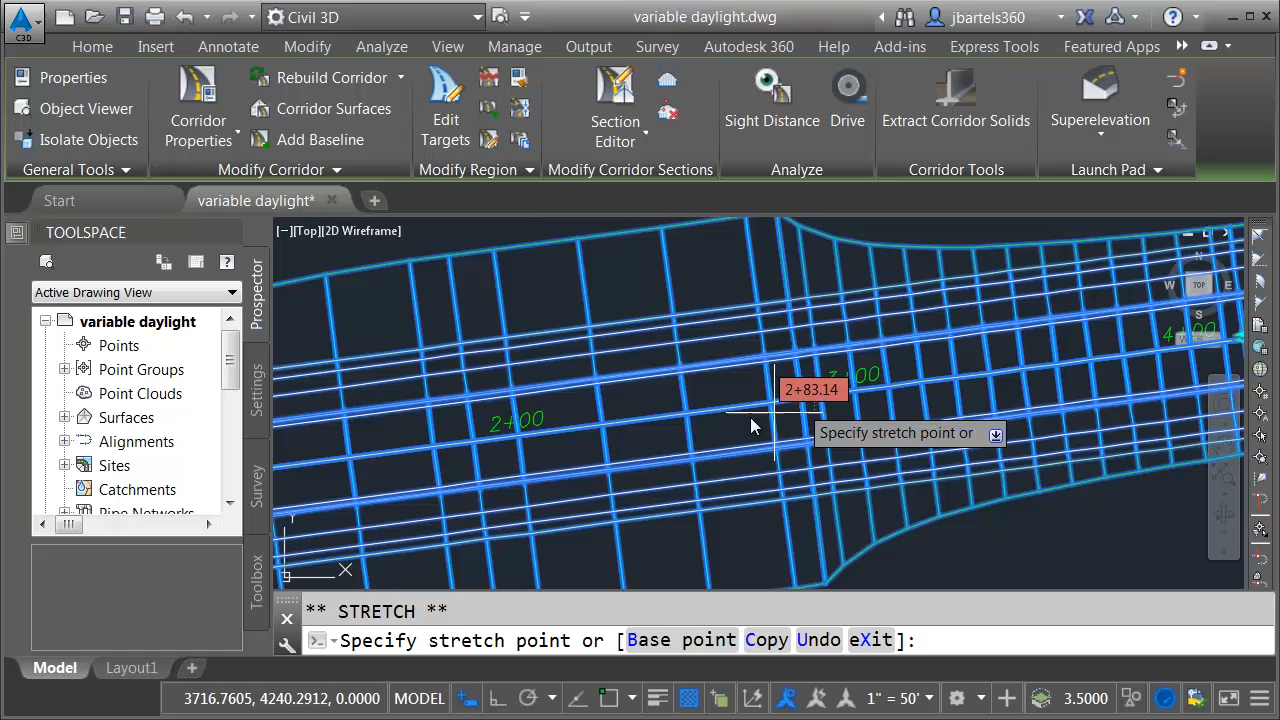 Civil 3D
variable daylight.dwg
jbartels360
C3D
Home Insert Annotate Modify Analyze View Manage Output Survey Autodesk 360 Help Add-ins Express Tools Featured Apps
Properties
Object Viewer
Isolate Objects
General Tools
Corridor Properties
Rebuild Corridor
Corridor Surfaces
Add Baseline
Modify Corridor
Edit Targets
Modify Region
Section Editor
Modify Corridor Sections
Sight Distance
Drive
Analyze
Extract Corridor Solids
Corridor Tools
Superelevation
Launch Pad
Start
variable daylight*
TOOLSPACE
Active Drawing View
variable daylight
Points
Point Groups
Point Clouds
Surfaces
Alignments
Sites
Catchments
Pipe Networks
Prospector
Settings
Survey
Toolbox
[−][Top][2D Wireframe]
N
W TOP E
S
2+00
2+83.14
4+00
Specify stretch point or
Y
X
** STRETCH **
Specify stretch point or [Base point Copy Undo eXit]:
Model
Layout1
3716.7605, 4240.2912, 0.0000
MODEL
1" = 50'
3.5000